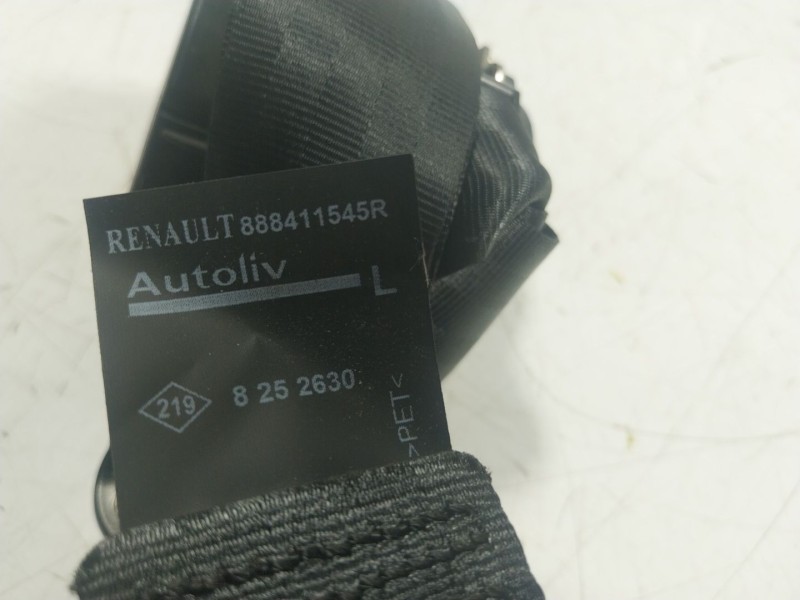 RENAULT 888411545R
Autoliv
L
219
8 25 2630
>PET<